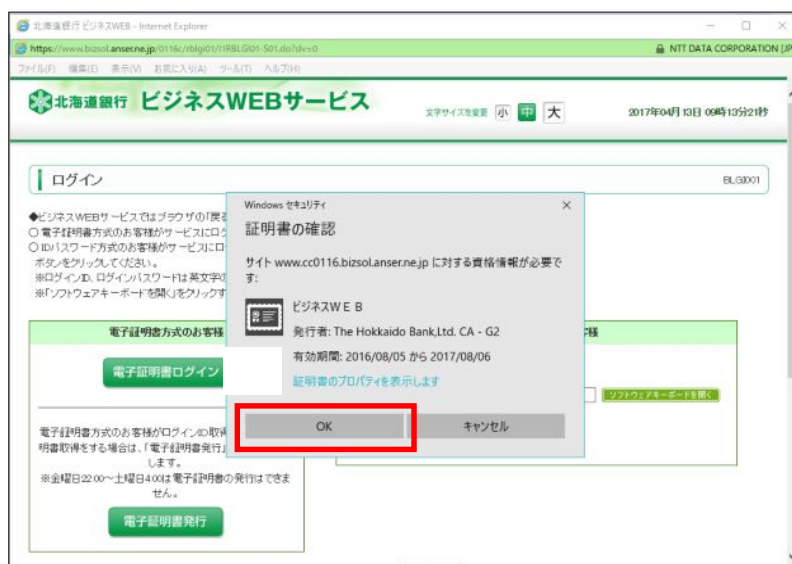 北海道銀行ビジネスWEB - Internet Explorer
https://www.bizsol.anser.ne.jp/0116c/rblgi01/I1RBLGI01-S01.do?slv=0
NTT DATA CORPORATION [JP
ファイル(F) 編集(E) 表示(V) お気に入り(A) ツール(T) ヘルプ(H)
北海道銀行 ビジネスWEBサービス
文字サイズを変更 小 中 大
2017年04月13日 09時13分21秒
ログイン
BLGI001
◆ビジネスWEBサービスではブラウザの「戻る
○電子証明書方式のお客様がサービスにログ
○IDパスワード方式のお客様がサービスにロ
ボタンをクリックしてください。
※ログインID、ログインパスワードは英文字の
※「ソフトウェアキーボードを開く」をクリックす
電子証明書方式のお客様
電子証明書ログイン
電子証明書方式のお客様がログインID取得
明書取得をする場合は、「電子証明書発行」
します。
※金曜日22:00～土曜日4:00は電子証明書の発行はできま
せん。
電子証明書発行
Windows セキュリティ
証明書の確認
サイト www.cc0116.bizsol.anser.ne.jp に対する資格情報が必要で
す:
ビジネスＷＥＢ
発行者: The Hokkaido Bank,Ltd. CA - G2
有効期間: 2016/08/05 から 2017/08/06
証明書のプロパティを表示します
OK
キャンセル
様
ソフトウェアキーボードを開く